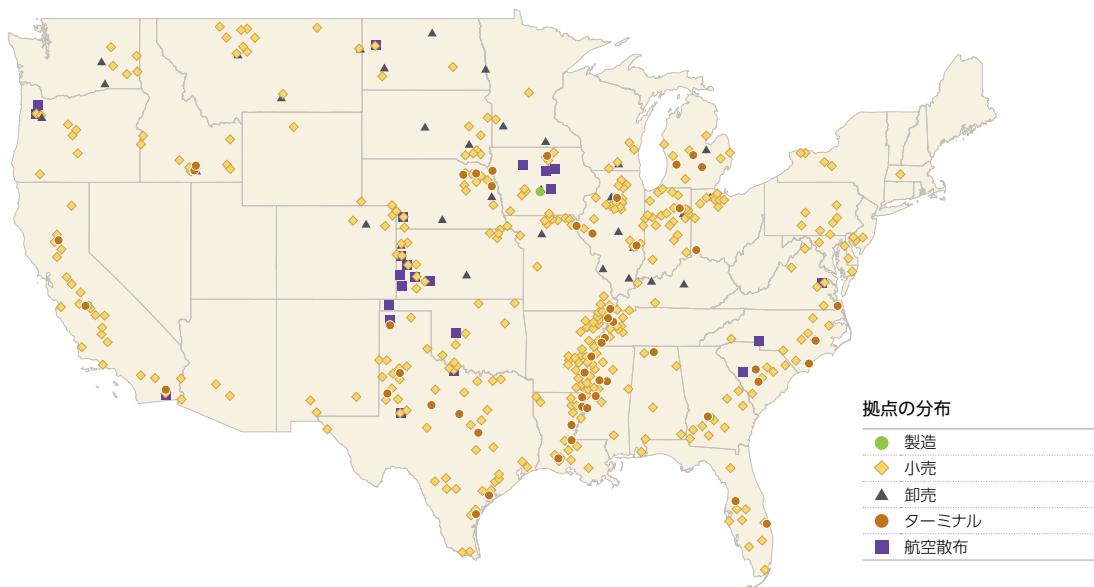 拠点の分布
製造
小売
卸売
ターミナル
航空散布